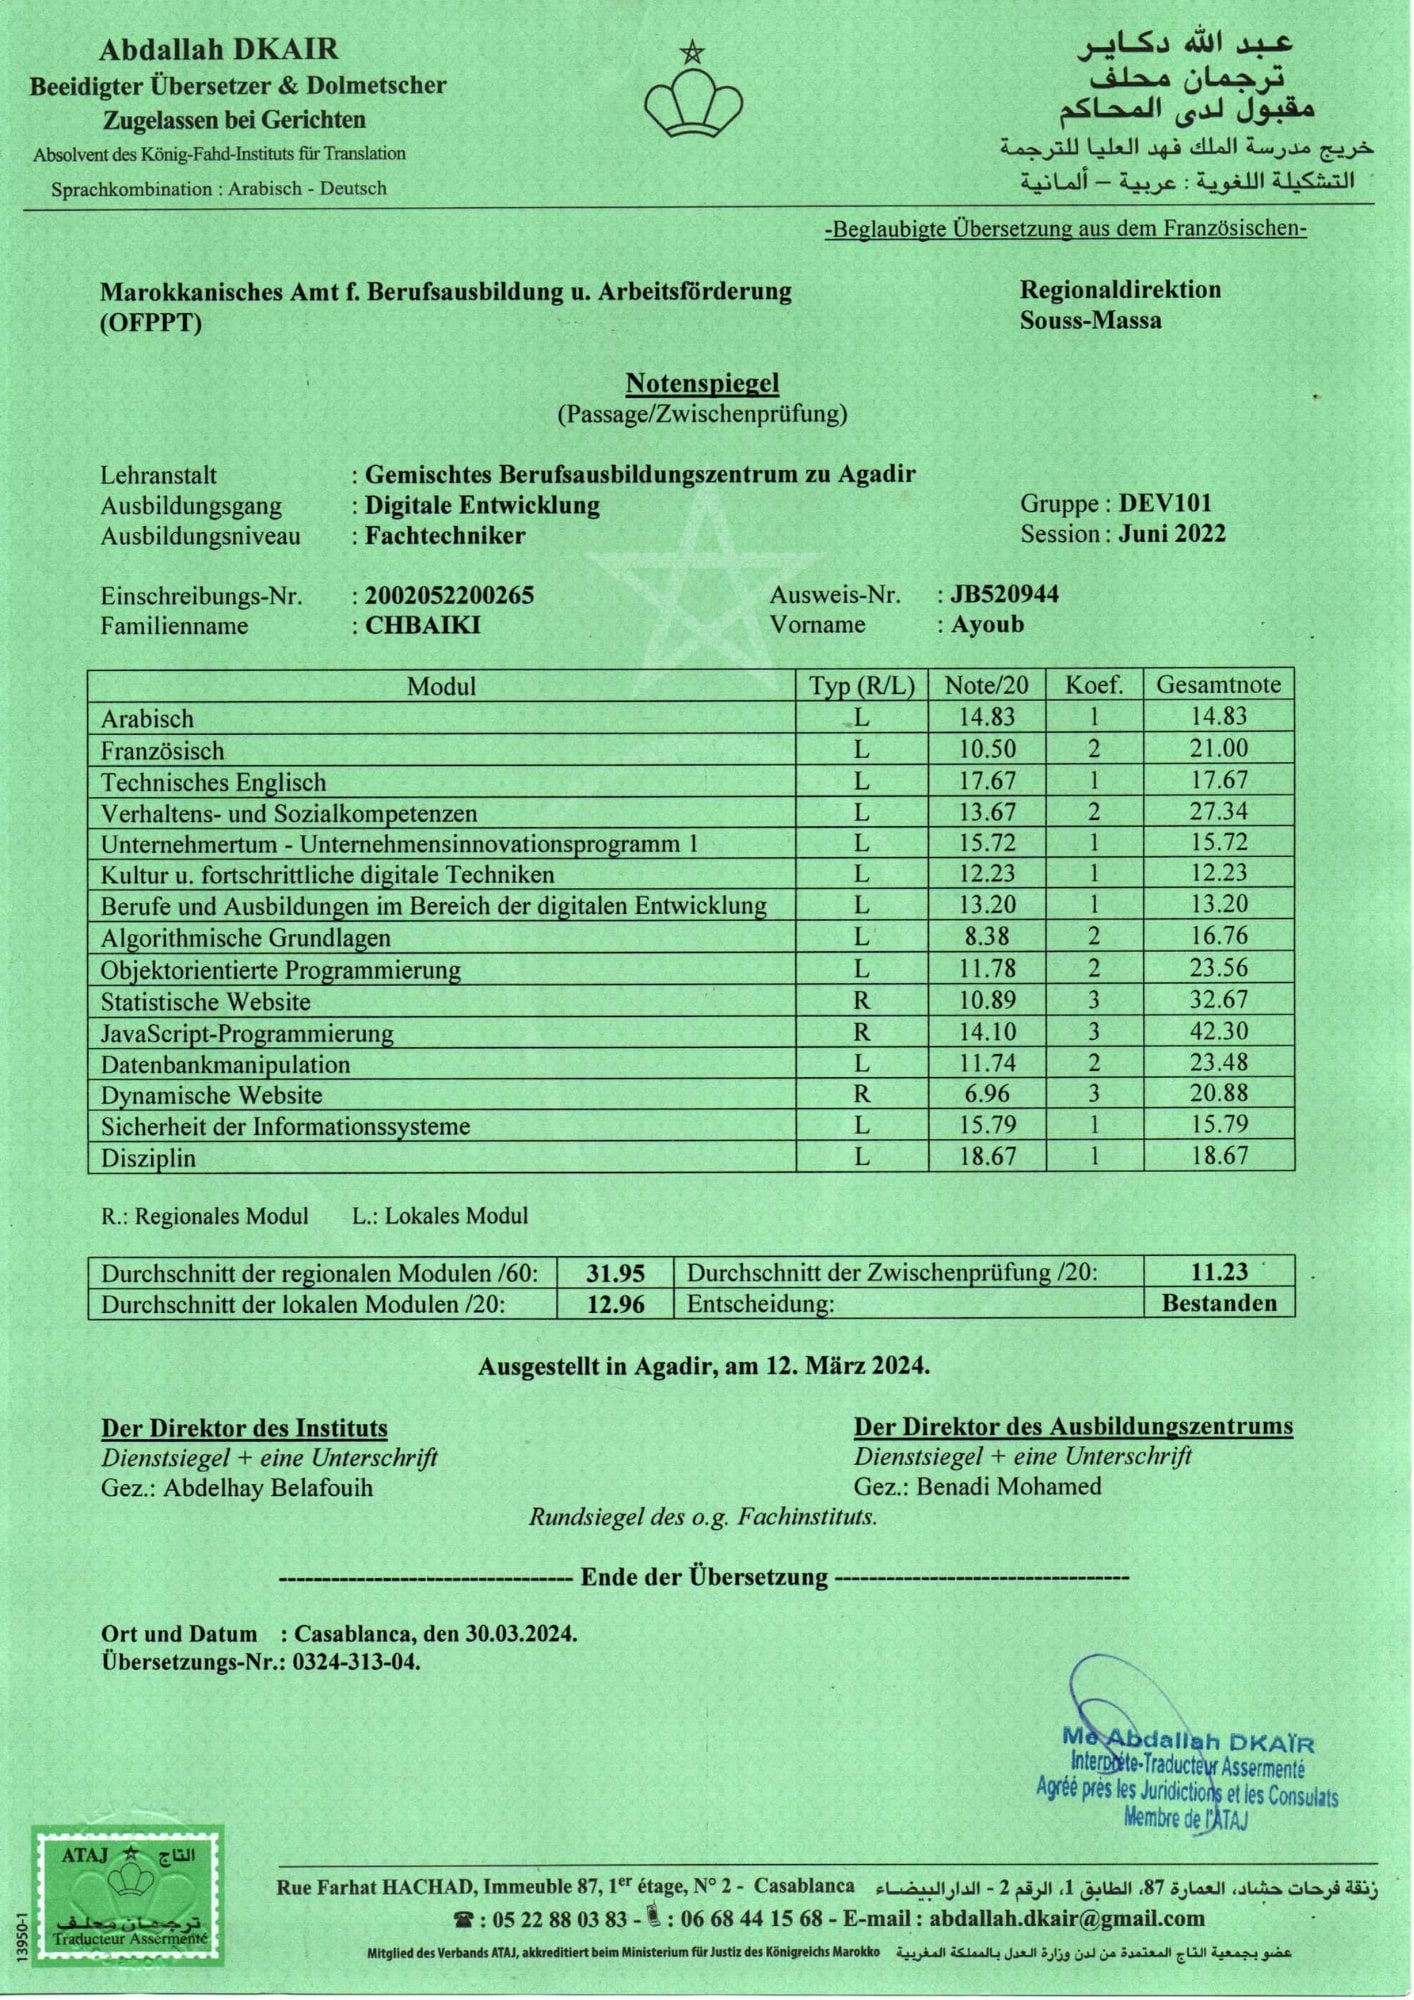 Abdallah DKAIR
Beeidigter Übersetzer & Dolmetscher
Zugelassen bei Gerichten
Absolvent des König-Fahd-Instituts für Translation
Sprachkombination : Arabisch - Deutsch
عبد الله دكاير
ترجمان محلف
مقبول لدى المحاكم
خريج مدرسة الملك فهد العليا للترجمة
التشكيلة اللغوية : عربية – ألمانية
-Beglaubigte Übersetzung aus dem Französischen-
Marokkanisches Amt f. Berufsausbildung u. Arbeitsförderung
(OFPPT)
Regionaldirektion
Souss-Massa
Notenspiegel
(Passage/Zwischenprüfung)
Lehranstalt : Gemischtes Berufsausbildungszentrum zu Agadir
Ausbildungsgang : Digitale Entwicklung Gruppe : DEV101
Ausbildungsniveau : Fachtechniker Session : Juni 2022
Einschreibungs-Nr. : 2002052200265 Ausweis-Nr. : JB520944
Familienname : CHBAIKI Vorname : Ayoub
Modul Typ (R/L) Note/20 Koef. Gesamtnote
Arabisch L 14.83 1 14.83
Französisch L 10.50 2 21.00
Technisches Englisch L 17.67 1 17.67
Verhaltens- und Sozialkompetenzen L 13.67 2 27.34
Unternehmertum - Unternehmensinnovationsprogramm 1 L 15.72 1 15.72
Kultur u. fortschrittliche digitale Techniken L 12.23 1 12.23
Berufe und Ausbildungen im Bereich der digitalen Entwicklung L 13.20 1 13.20
Algorithmische Grundlagen L 8.38 2 16.76
Objektorientierte Programmierung L 11.78 2 23.56
Statistische Website R 10.89 3 32.67
JavaScript-Programmierung R 14.10 3 42.30
Datenbankmanipulation L 11.74 2 23.48
Dynamische Website R 6.96 3 20.88
Sicherheit der Informationssysteme L 15.79 1 15.79
Disziplin L 18.67 1 18.67
R.: Regionales Modul L.: Lokales Modul
Durchschnitt der regionalen Modulen /60: 31.95 Durchschnitt der Zwischenprüfung /20: 11.23
Durchschnitt der lokalen Modulen /20: 12.96 Entscheidung: Bestanden
Ausgestellt in Agadir, am 12. März 2024.
Der Direktor des Instituts
Dienstsiegel + eine Unterschrift
Gez.: Abdelhay Belafouih
Der Direktor des Ausbildungszentrums
Dienstsiegel + eine Unterschrift
Gez.: Benadi Mohamed
Rundsiegel des o.g. Fachinstituts.
---------------------------------- Ende der Übersetzung ----------------------------------
Ort und Datum : Casablanca, den 30.03.2024.
Übersetzungs-Nr.: 0324-313-04.
Me Abdallah DKAÏR
Interprète-Traducteur Assermenté
Agréé près les Juridictions et les Consulats
Membre de l'ATAJ
ATAJ التاج
ترجمان محلف
Traducteur Assermenté
13950-1
Rue Farhat HACHAD, Immeuble 87, 1er étage, N° 2 - Casablanca زنقة فرحات حشاد، العمارة 87، الطابق 1، الرقم 2 - الدار البيضاء
☎ : 05 22 88 03 83 - : 06 68 44 15 68 - E-mail : abdallah.dkair@gmail.com
Mitglied des Verbands ATAJ, akkreditiert beim Ministerium für Justiz des Königreichs Marokko عضو بجمعية التاج المعتمدة من لدن وزارة العدل بالمملكة المغربية